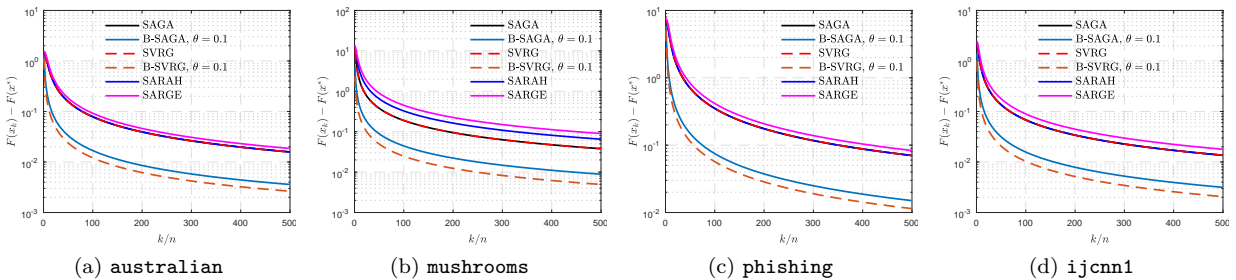 10^1
10^0
10^-1
10^-2
10^-3
F(x_k) − F(x*)
SAGA
B-SAGA, θ = 0.1
SVRG
B-SVRG, θ = 0.1
SARAH
SARGE
0 100 200 300 400 500
k/n
(a) australian
10^2
10^1
10^0
10^-1
10^-2
10^-3
F(x_k) − F(x*)
SAGA
B-SAGA, θ = 0.1
SVRG
B-SVRG, θ = 0.1
SARAH
SARGE
0 100 200 300 400 500
k/n
(b) mushrooms
10^1
10^0
10^-1
10^-2
F(x_k) − F(x*)
SAGA
B-SAGA, θ = 0.1
SVRG
B-SVRG, θ = 0.1
SARAH
SARGE
0 100 200 300 400 500
k/n
(c) phishing
10^1
10^0
10^-1
10^-2
10^-3
F(x_k) − F(x*)
SAGA
B-SAGA, θ = 0.1
SVRG
B-SVRG, θ = 0.1
SARAH
SARGE
0 100 200 300 400 500
k/n
(d) ijcnn1